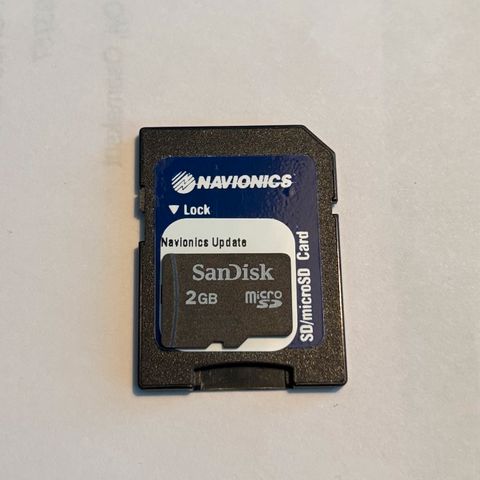 NAVIONICS
▼ Lock
Navionics Update
SanDisk
2GB micro SD
SD/microSD Card